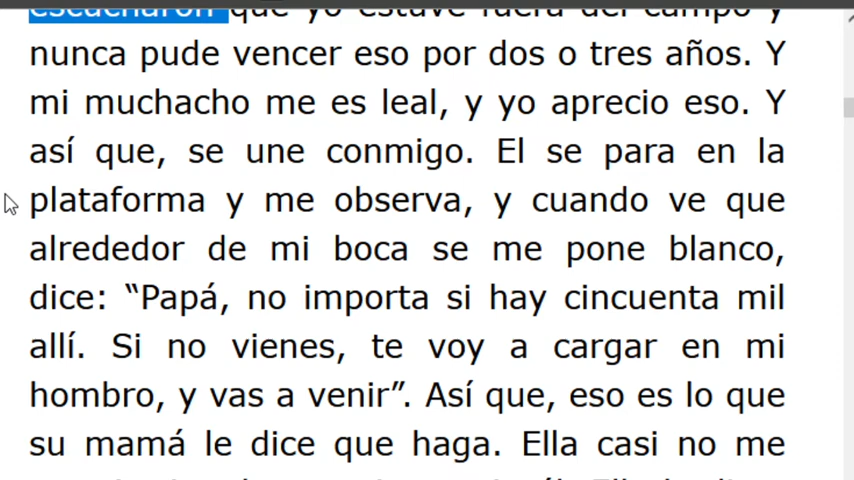 escucharon que yo estuve fuera del campo y
nunca pude vencer eso por dos o tres años. Y
mi muchacho me es leal, y yo aprecio eso. Y
así que, se une conmigo. El se para en la
plataforma y me observa, y cuando ve que
alrededor de mi boca se me pone blanco,
dice: “Papá, no importa si hay cincuenta mil
allí. Si no vienes, te voy a cargar en mi
hombro, y vas a venir”. Así que, eso es lo que
su mamá le dice que haga. Ella casi no me